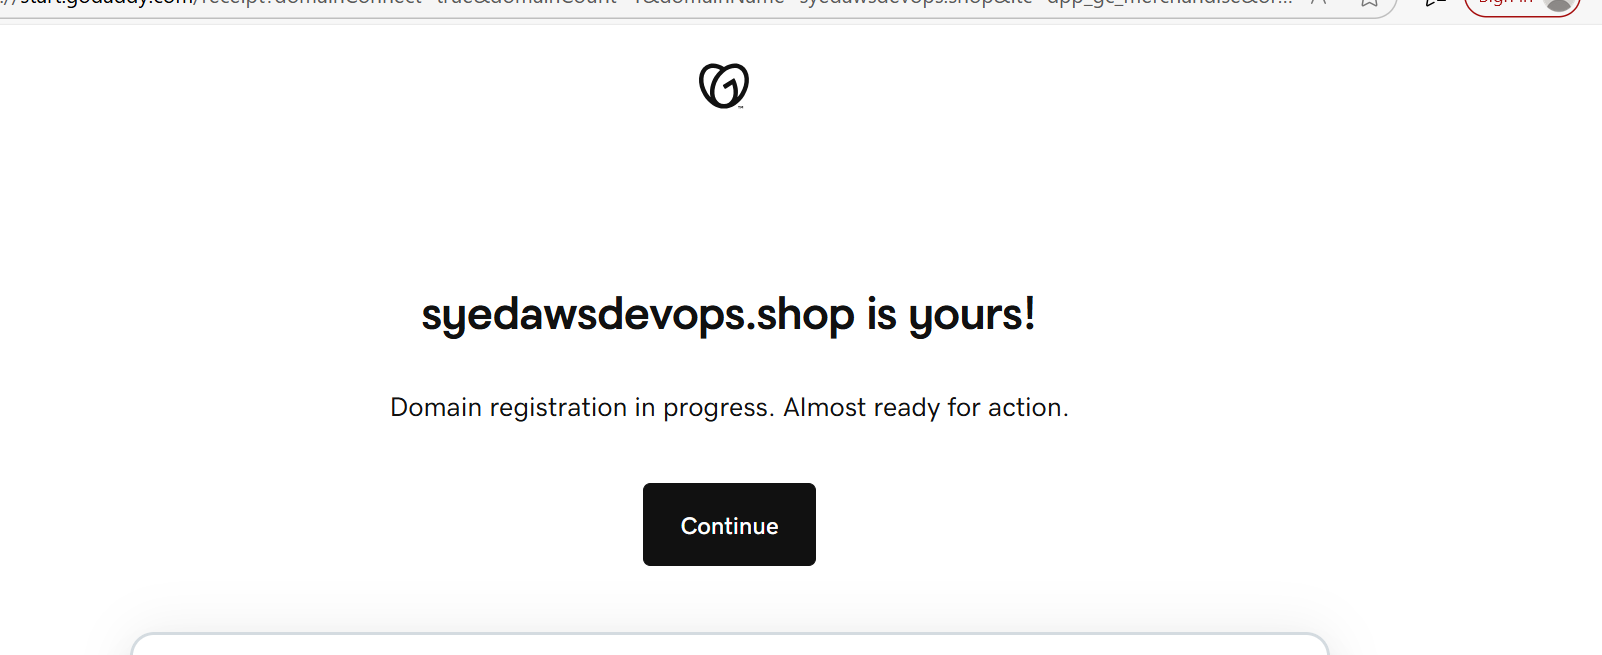 syedawsdevops.shop is yours!
Domain registration in progress. Almost ready for action.
Continue